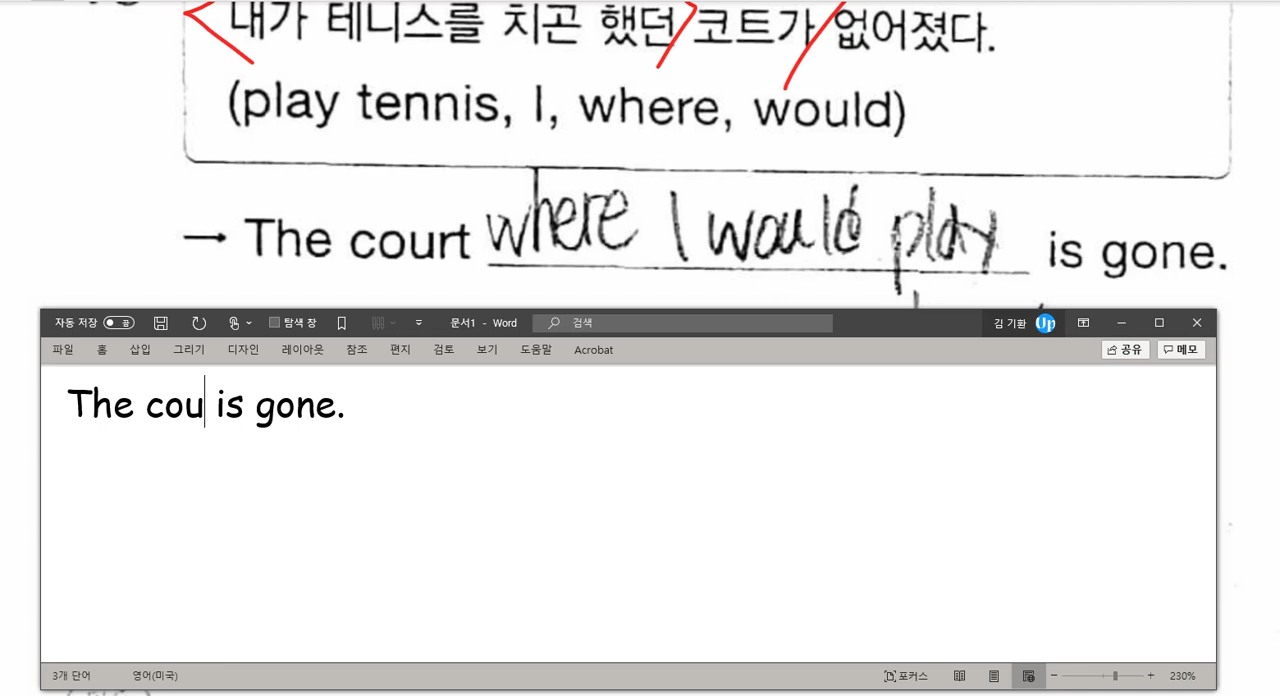 내가 테니스를 치곤 했던 코트가 없어졌다.
(play tennis, I, where, would)
→ The court where I would play is gone.
자동 저장 끔 탐색 창 문서1 - Word 검색 김 기환 Up
파일 홈 삽입 그리기 디자인 레이아웃 참조 편지 검토 보기 도움말 Acrobat 공유 메모
The cou is gone.
3개 단어 영어(미국) 포커스 230%